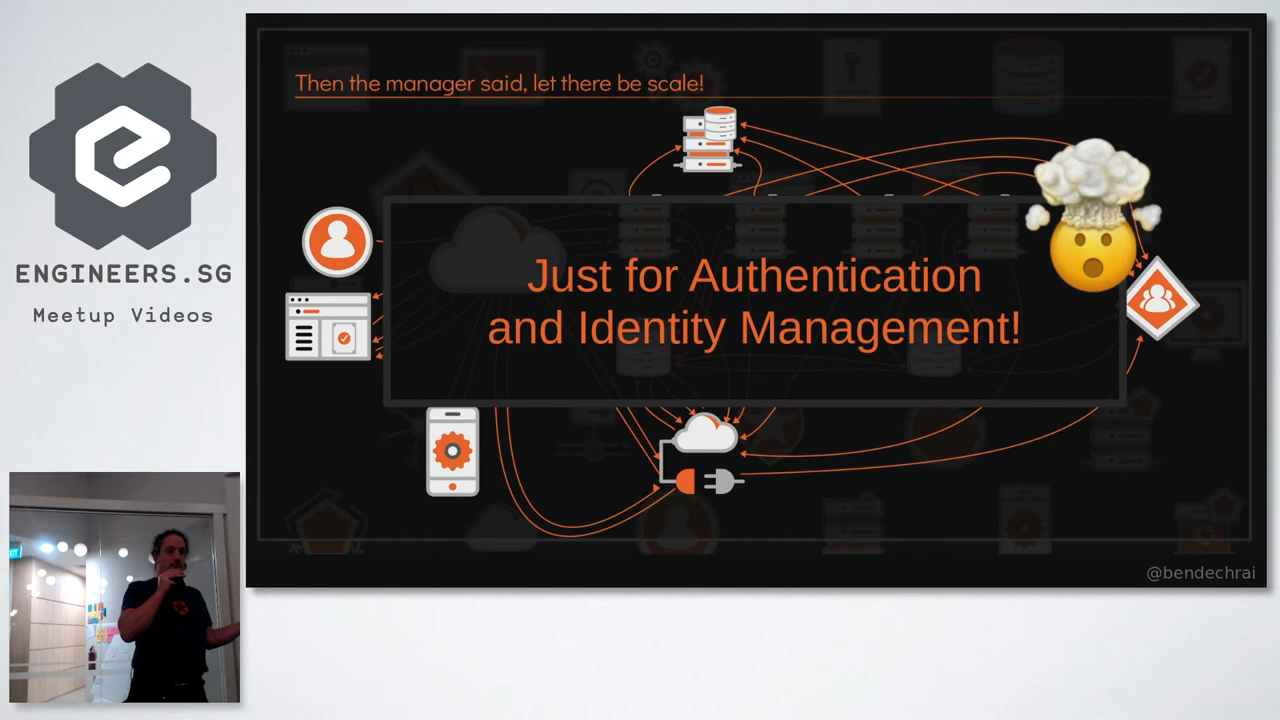 ENGINEERS.SG
Meetup Videos
Then the manager said, let there be scale!
Just for Authentication
and Identity Management!
@bendechrai
EXIT